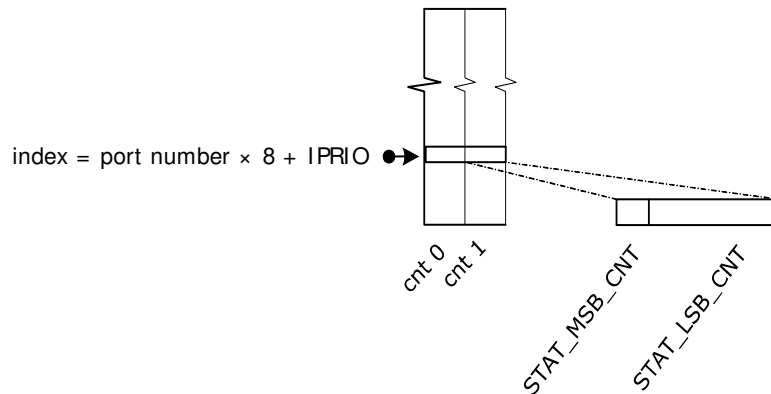 index = port number × 8 + IPRIO
cnt 0
cnt 1
STAT_MSB_CNT
STAT_LSB_CNT